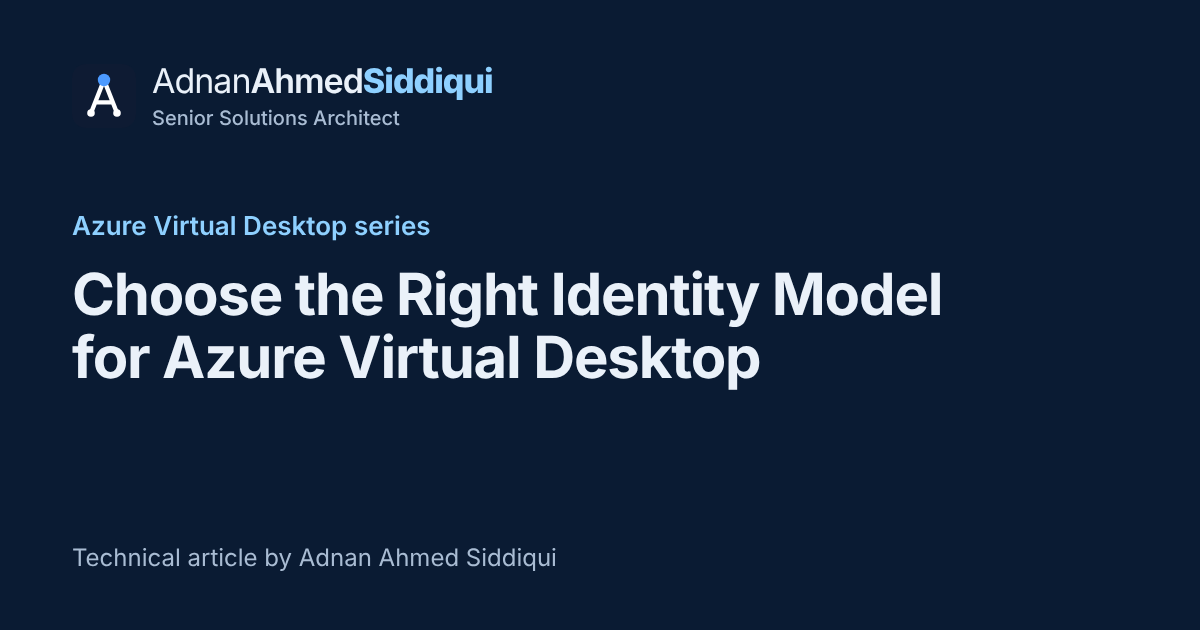 AdnanAhmedSiddiqui
Senior Solutions Architect
Azure Virtual Desktop series
Choose the Right Identity Model
for Azure Virtual Desktop
Technical article by Adnan Ahmed Siddiqui